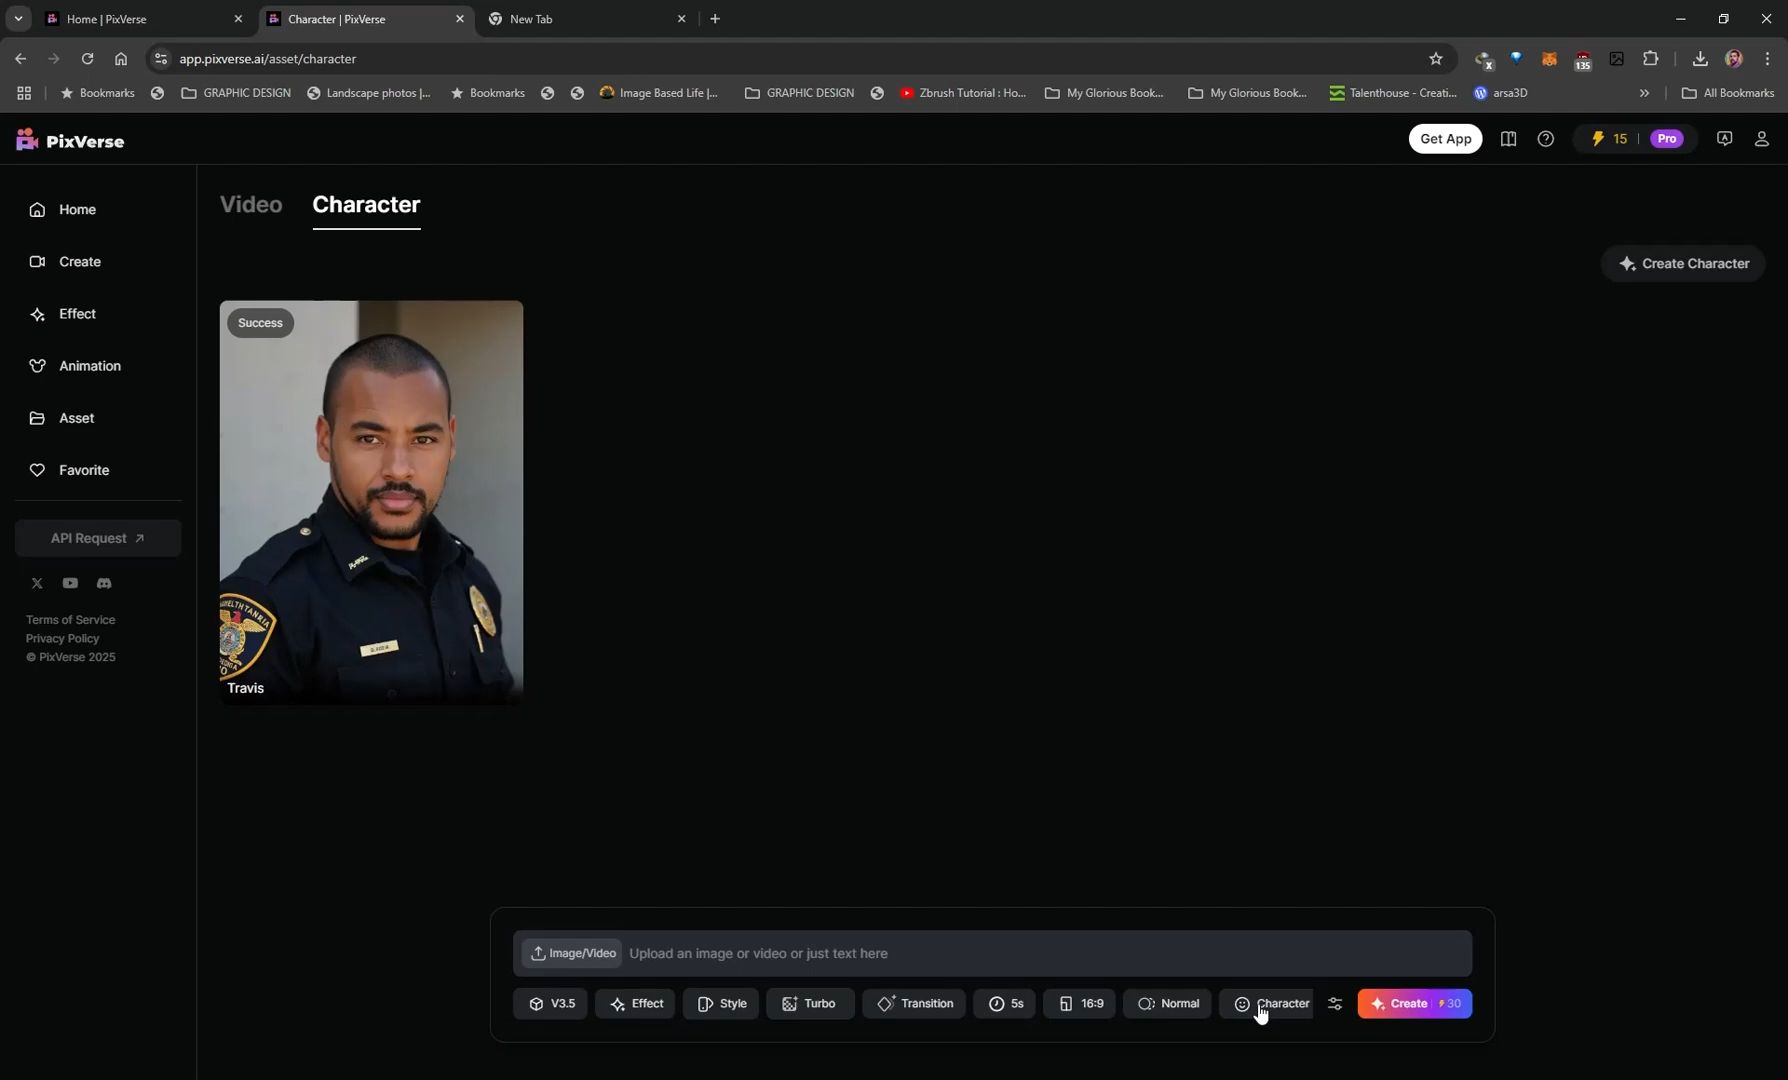 Home | PixVerse
Character | PixVerse
New Tab
app.pixverse.ai/asset/character
135
Bookmarks
GRAPHIC DESIGN
Landscape photos |...
Bookmarks
Image Based Life |...
GRAPHIC DESIGN
Zbrush Tutorial : Ho...
My Glorious Book...
My Glorious Book...
Talenthouse - Creati...
arsa3D
All Bookmarks
PixVerse
Get App
15
Pro
Home
Create
Effect
Animation
Asset
Favorite
API Request
Terms of Service
Privacy Policy
© PixVerse 2025
Video
Character
Create Character
Success
Travis
Image/Video
Upload an image or video or just text here
V3.5
Effect
Style
Turbo
Transition
5s
16:9
Normal
Character
Create
30